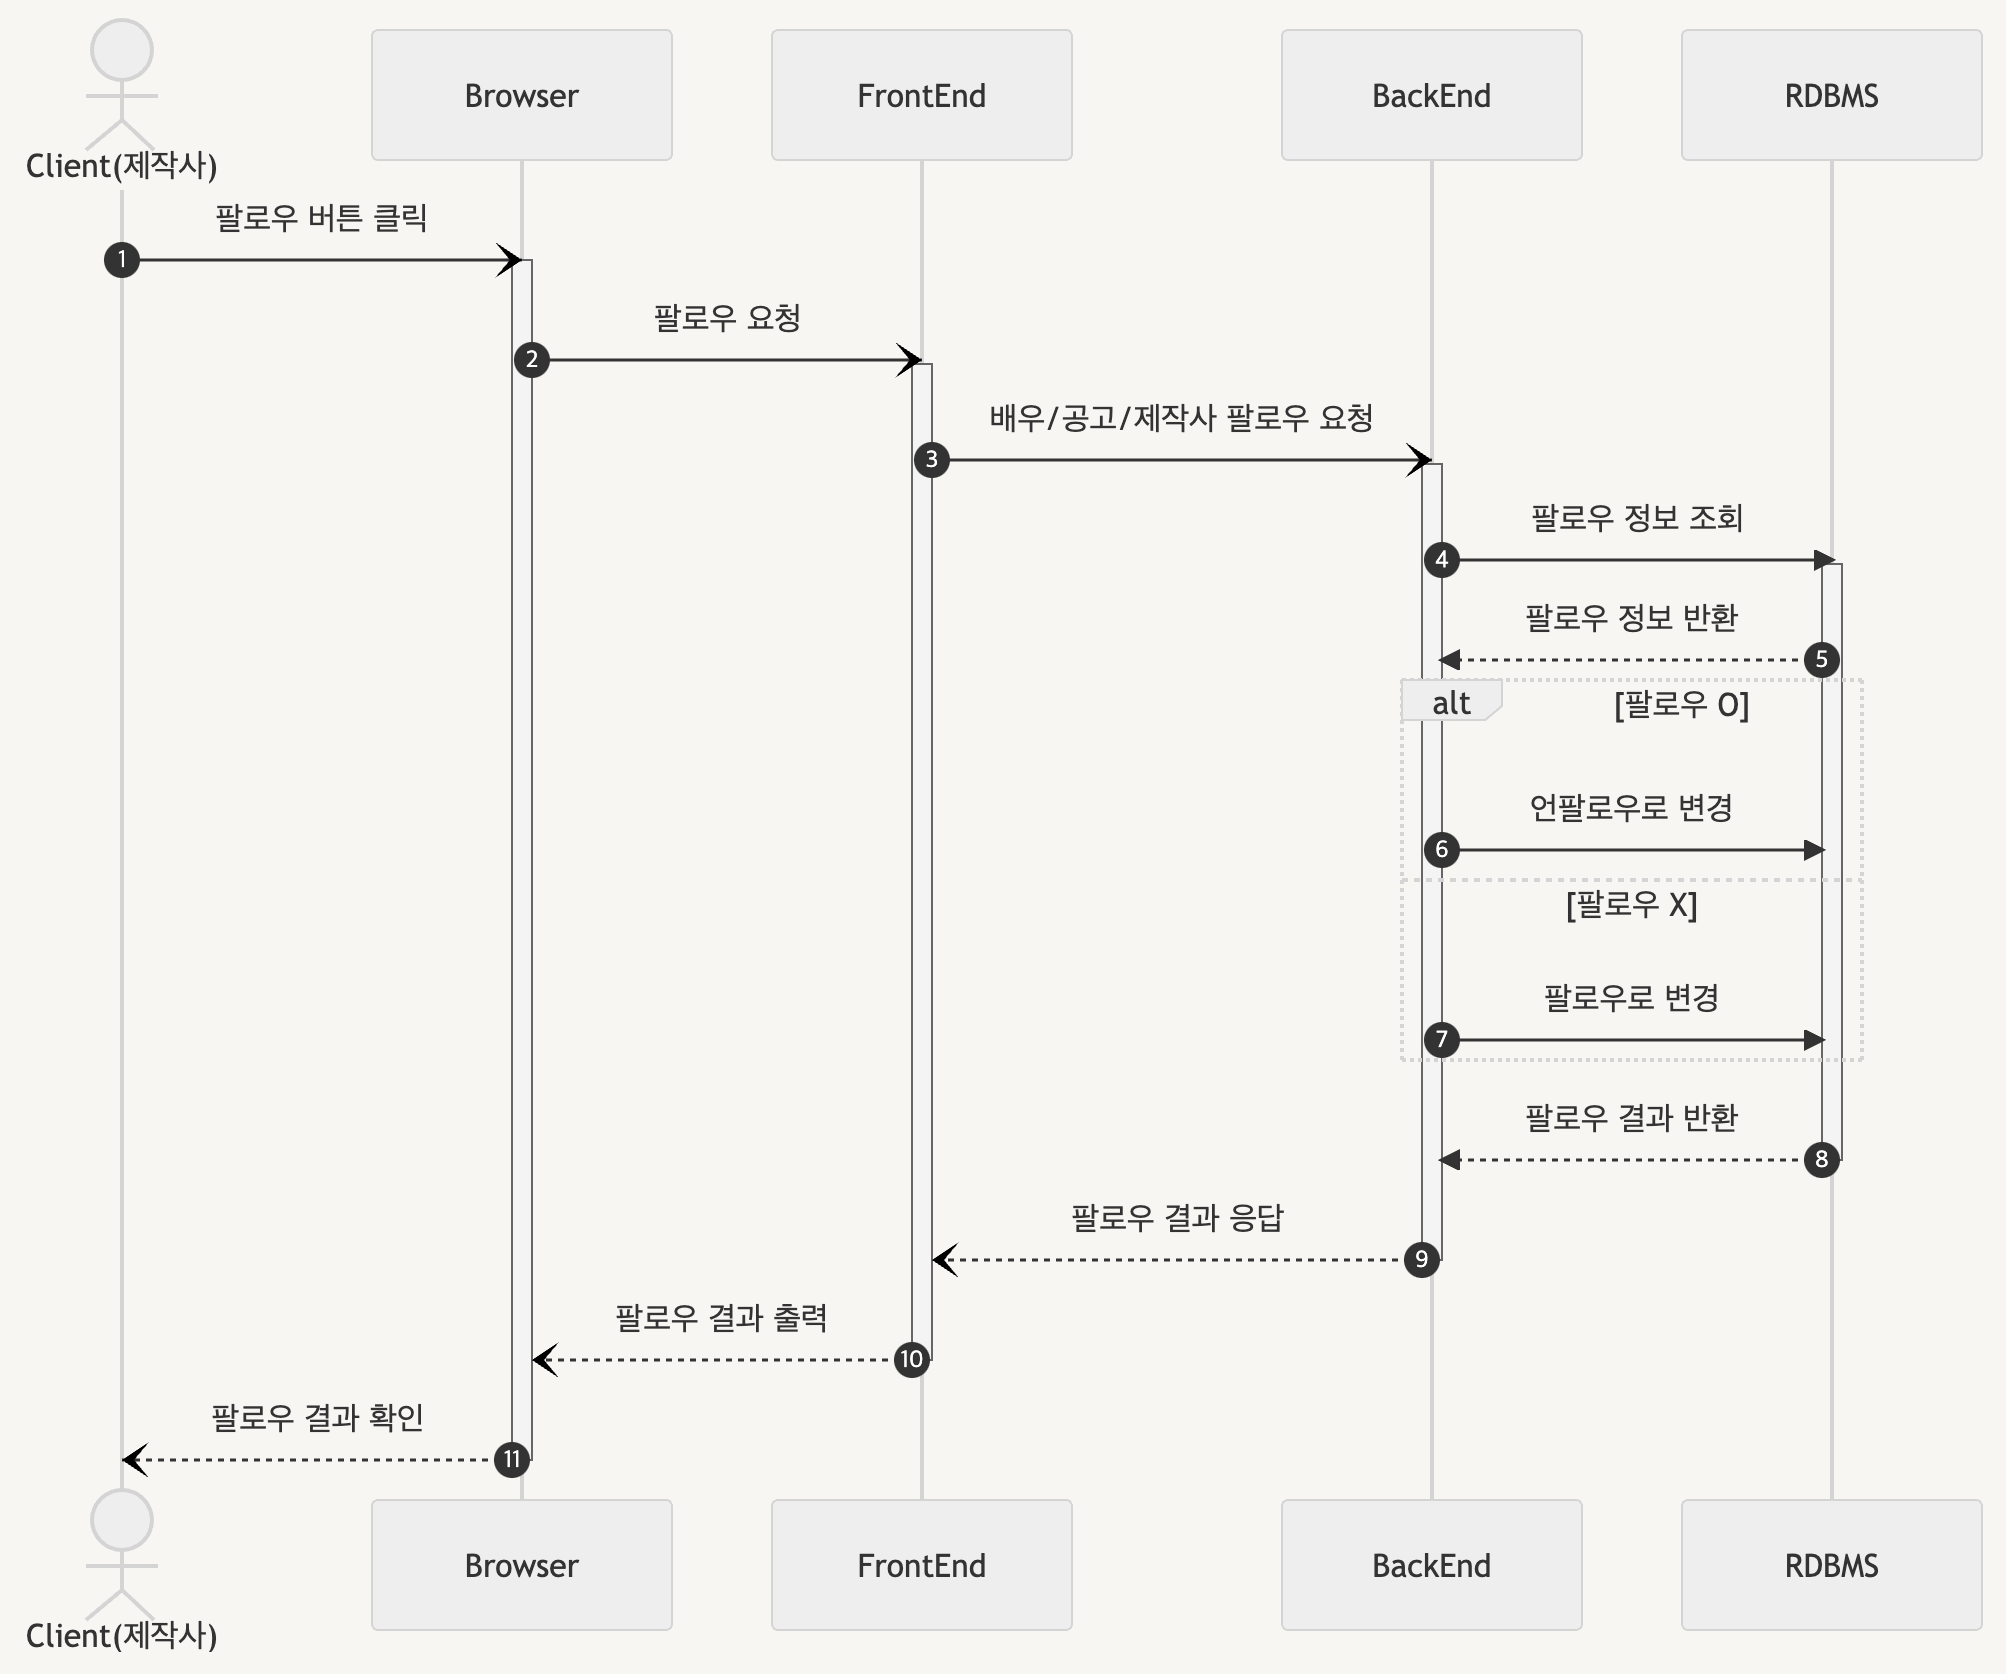 Client(제작사)
Browser
FrontEnd
BackEnd
RDBMS
팔로우 버튼 클릭
1
팔로우 요청
2
배우/공고/제작사 팔로우 요청
3
팔로우 정보 조회
4
팔로우 정보 반환
5
alt
[팔로우 O]
언팔로우로 변경
6
[팔로우 X]
팔로우로 변경
7
팔로우 결과 반환
8
팔로우 결과 응답
9
팔로우 결과 출력
10
팔로우 결과 확인
11
Client(제작사)
Browser
FrontEnd
BackEnd
RDBMS